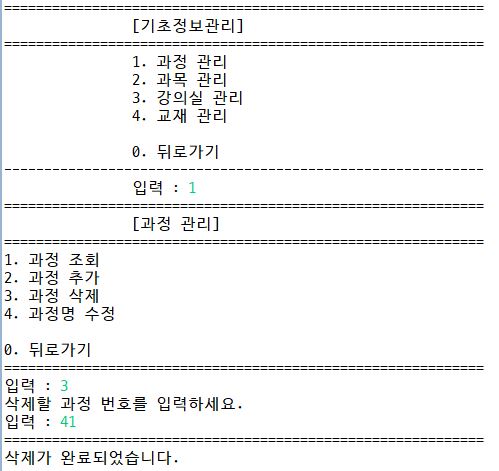 ============================================================
[기초정보관리]
============================================================
1. 과정 관리
2. 과목 관리
3. 강의실 관리
4. 교재 관리
0. 뒤로가기
------------------------------------------------------------
입력 : 1
============================================================
[과정 관리]
============================================================
1. 과정 조회
2. 과정 추가
3. 과정 삭제
4. 과정명 수정
0. 뒤로가기
============================================================
입력 : 3
삭제할 과정 번호를 입력하세요.
입력 : 41
============================================================
삭제가 완료되었습니다.